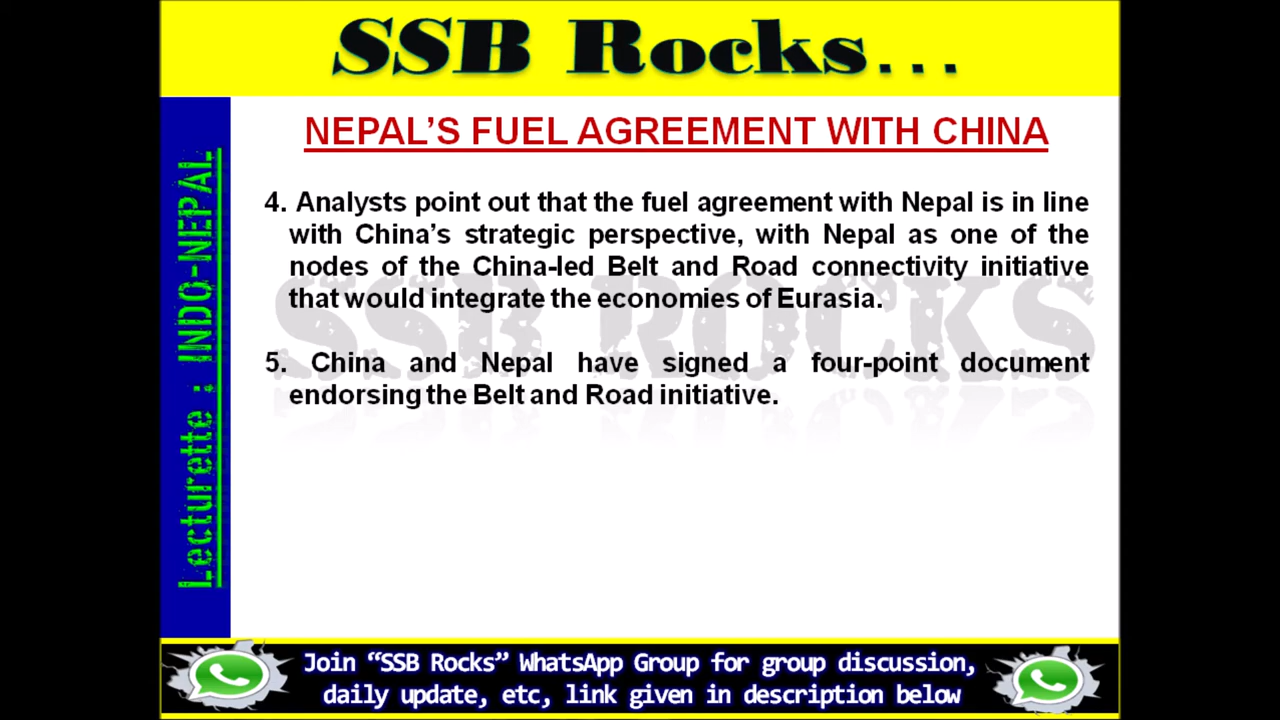 SSB Rocks...
Lecturette : INDO-NEPAL
NEPAL’S FUEL AGREEMENT WITH CHINA
4. Analysts point out that the fuel agreement with Nepal is in line
with China’s strategic perspective, with Nepal as one of the
nodes of the China-led Belt and Road connectivity initiative
that would integrate the economies of Eurasia.
SSB ROCKS
5. China and Nepal have signed a four-point document
endorsing the Belt and Road initiative.
Join “SSB Rocks” WhatsApp Group for group discussion,
daily update, etc, link given in description below